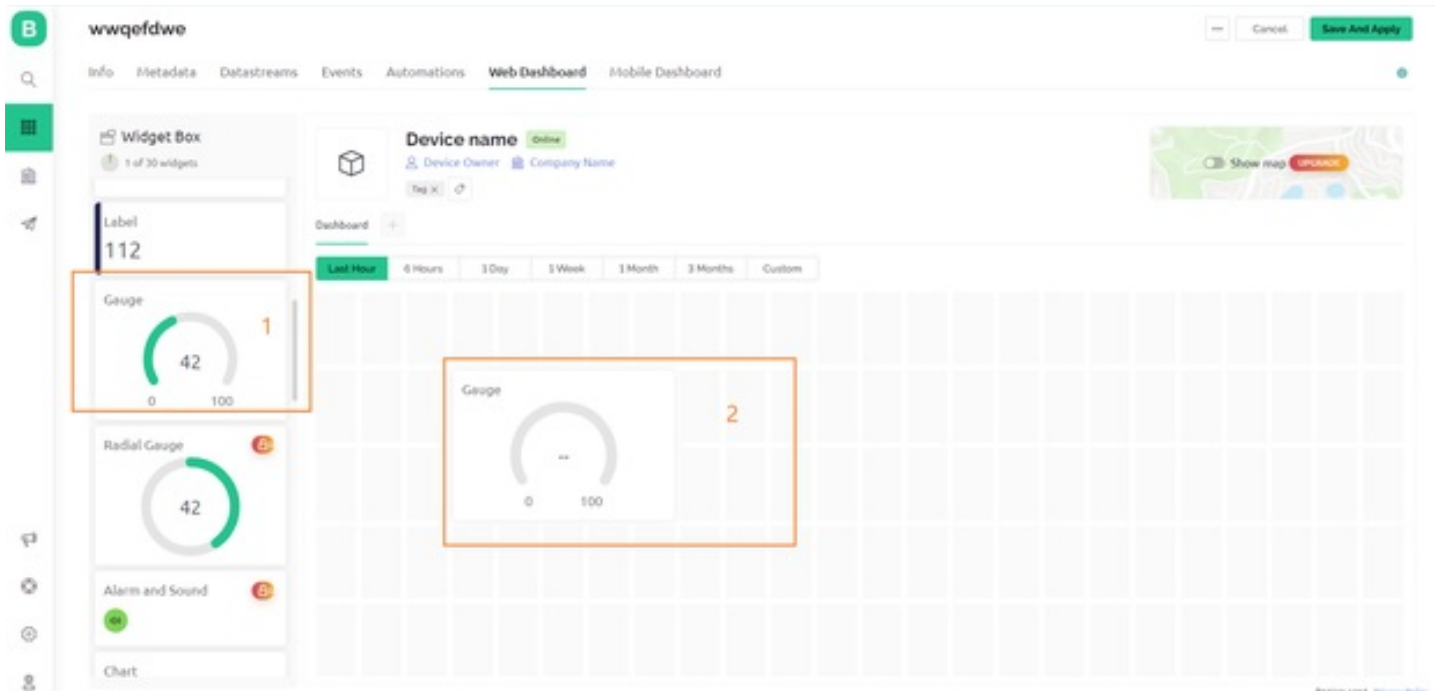 B
wwqefdwe
Cancel
Save And Apply
Info Metadata Datastreams Events Automations Web Dashboard Mobile Dashboard
Widget Box
1 of 30 widgets
Device name Online
Device Owner Company Name
Tag ×
Show map UPGRADE
Label
112
Dashboard +
Last Hour 6 Hours 1 Day 1 Week 1 Month 3 Months Custom
Gauge
1
42
0 100
Gauge
2
--
0 100
Radial Gauge
42
Alarm and Sound
Chart